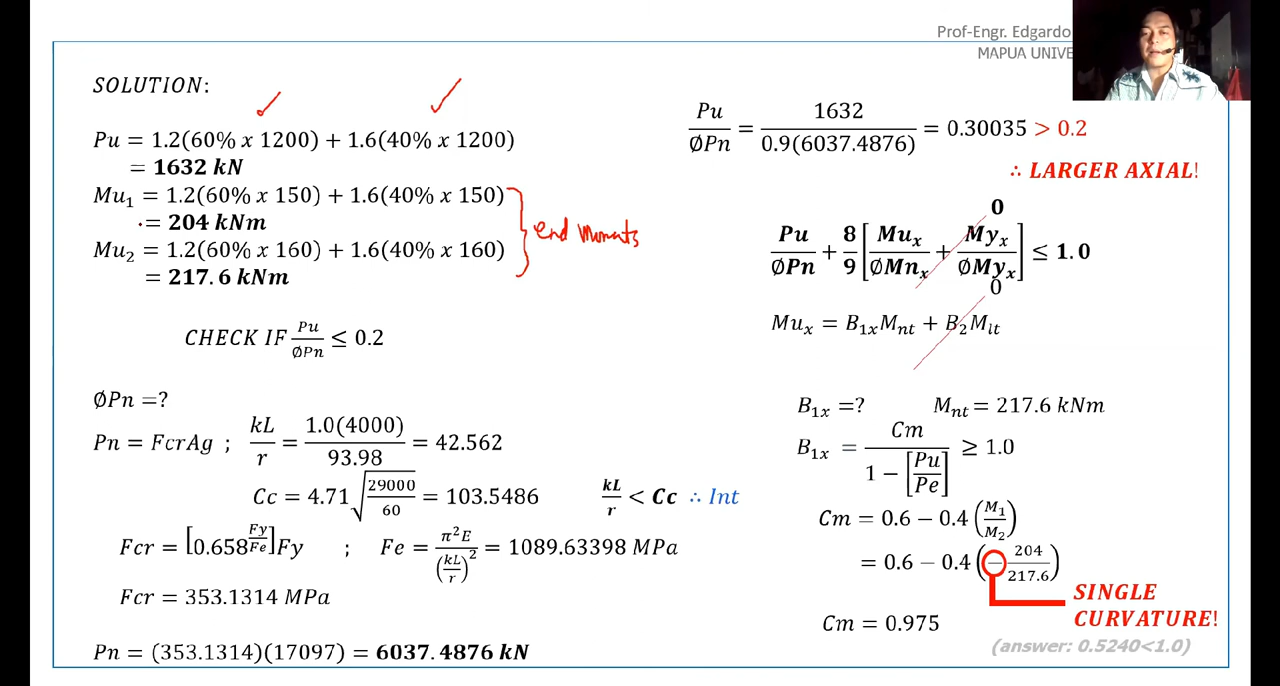 Prof-Engr. Edgardo
MAPUA UNIVE
SOLUTION:
Pu = 1.2(60% x 1200) + 1.6(40% x 1200)
= 1632 kN
Mu₁ = 1.2(60% x 150) + 1.6(40% x 150)
= 204 kNm
Mu₂ = 1.2(60% x 160) + 1.6(40% x 160)
= 217.6 kNm
end moments
CHECK IF Pu/ØPn ≤ 0.2
ØPn =?
Pn = FcrAg ; kL/r = 1.0(4000)/93.98 = 42.562
Cc = 4.71√(29000/60) = 103.5486 kL/r < Cc ∴ Int
Fcr = [0.658^(Fy/Fe)]Fy ; Fe = π²E/(kL/r)² = 1089.63398 MPa
Fcr = 353.1314 MPa
Pn = (353.1314)(17097) = 6037.4876 kN
Pu/ØPn = 1632/0.9(6037.4876) = 0.30035 > 0.2
∴ LARGER AXIAL!
0
Pu/ØPn + 8/9 [Muₓ/ØMnₓ + Myₓ/ØMyₓ] ≤ 1.0
0
Muₓ = B₁ₓMₙₜ + B₂Mₗₜ
B₁ₓ =? Mₙₜ = 217.6 kNm
B₁ₓ = Cm/(1 − [Pu/Pe]) ≥ 1.0
Cm = 0.6 − 0.4 (M₁/M₂)
= 0.6 − 0.4 (− 204/217.6)
SINGLE
CURVATURE!
Cm = 0.975
(answer: 0.5240<1.0)